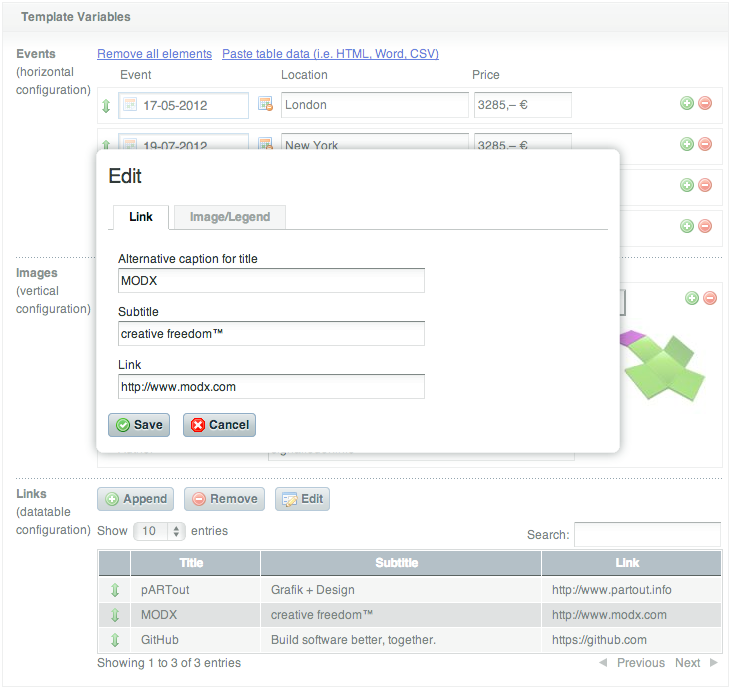 Template Variables
Events
(horizontal
configuration)
Remove all elements Paste table data (i.e. HTML, Word, CSV)
Event Location Price
17-05-2012 London 3285,– €
19-07-2012 New York 3285,– €
Edit
Link Image/Legend
Alternative caption for title
MODX
Subtitle
creative freedom™
Link
http://www.modx.com
Save Cancel
Images
(vertical
configuration)
Links
(datatable
configuration)
Append Remove Edit
Show 10 entries
Search:
Title Subtitle Link
pARTout Grafik + Design http://www.partout.info
MODX creative freedom™ http://www.modx.com
GitHub Build software better, together. https://github.com
Showing 1 to 3 of 3 entries
Previous Next